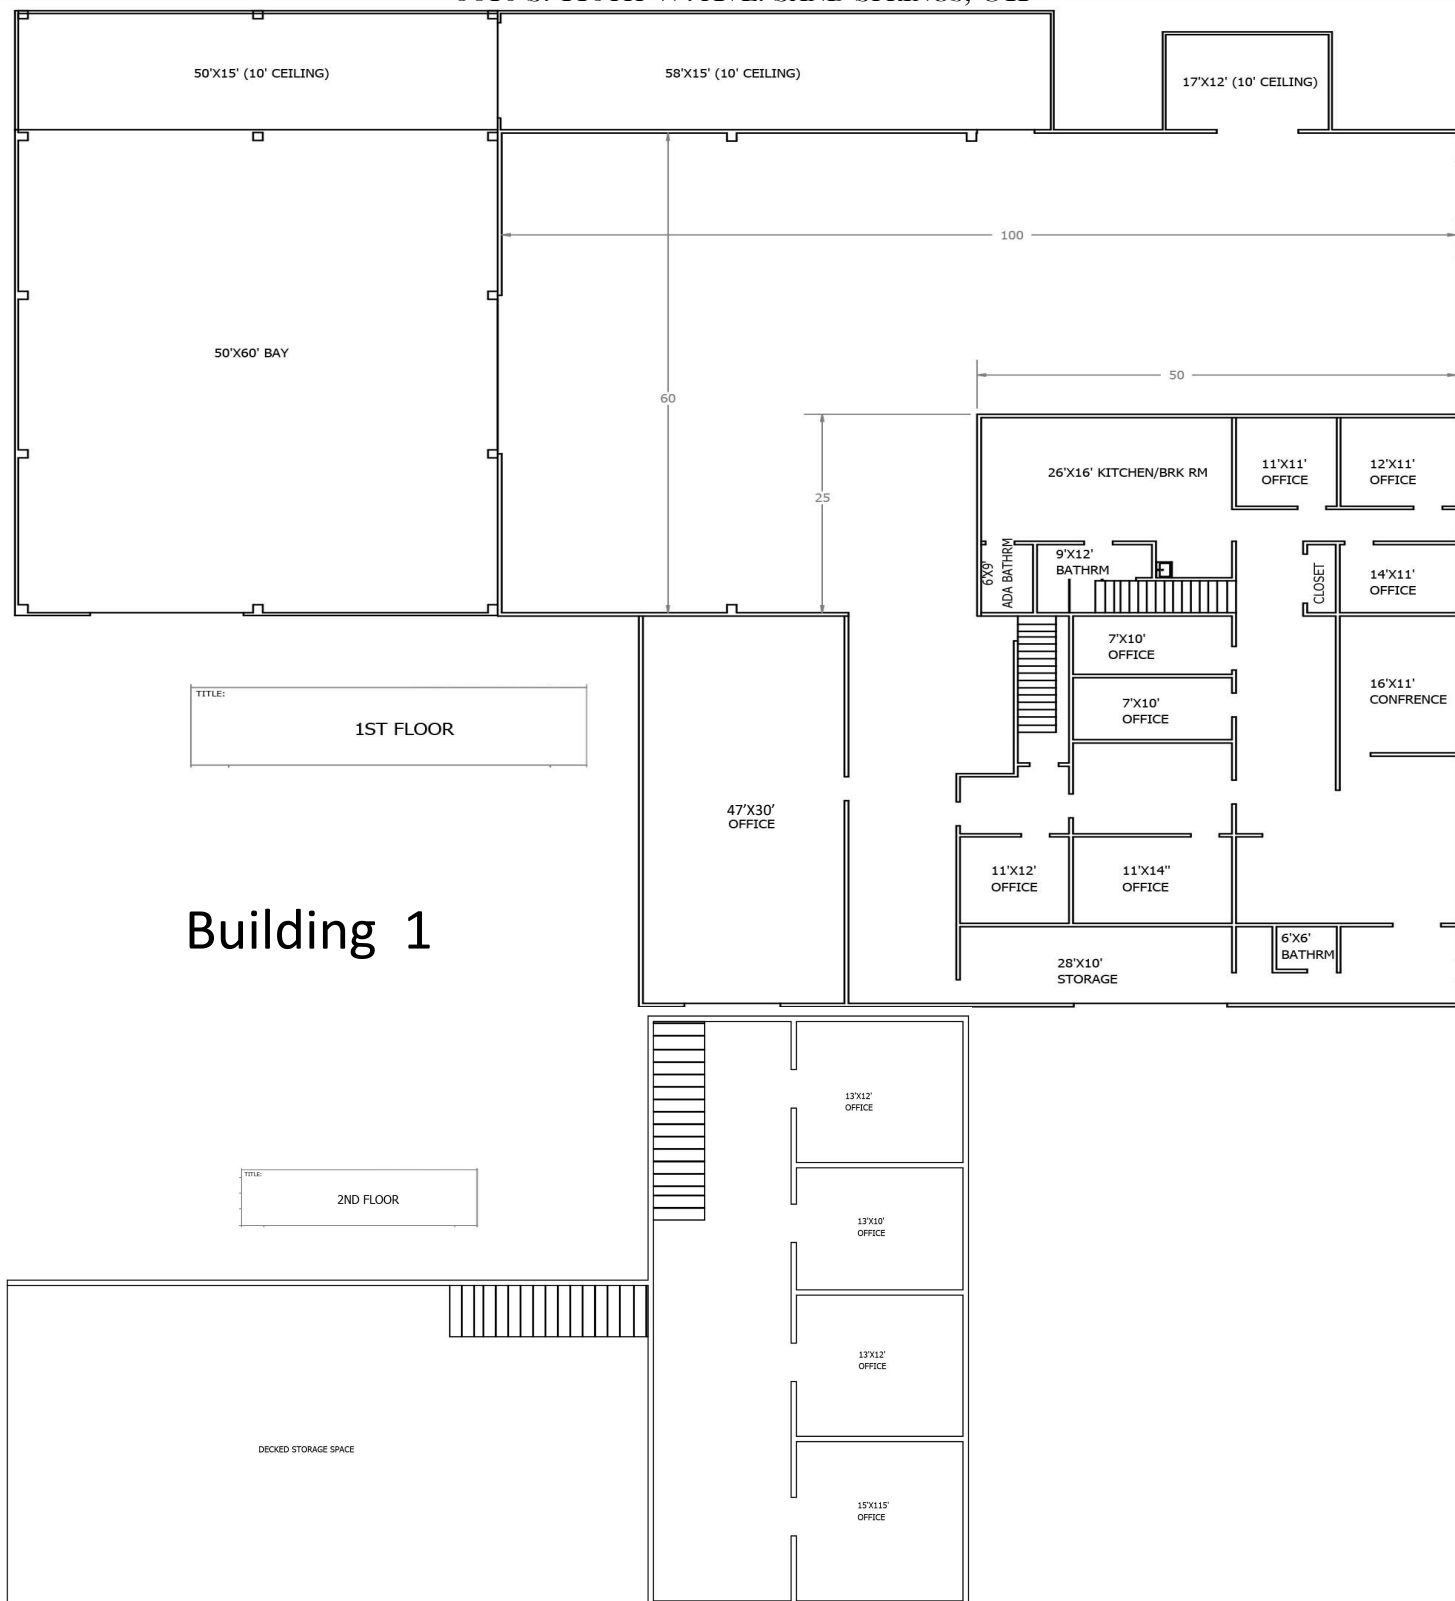 50'X15' (10' CEILING)
58'X15' (10' CEILING)
17'X12' (10' CEILING)
100
50'X60' BAY
50
60
25
26'X16' KITCHEN/BRK RM
11'X11'
OFFICE
12'X11'
OFFICE
6'X9'
ADA BATHRM
9'X12'
BATHRM
CLOSET
14'X11'
OFFICE
7'X10'
OFFICE
7'X10'
OFFICE
16'X11'
CONFRENCE
TITLE:
1ST FLOOR
47'X30'
OFFICE
11'X12'
OFFICE
11'X14"
OFFICE
Building 1
28'X10'
STORAGE
6'X6'
BATHRM
13'X12'
OFFICE
TITLE:
2ND FLOOR
13'X10'
OFFICE
13'X12'
OFFICE
DECKED STORAGE SPACE
15'X115'
OFFICE